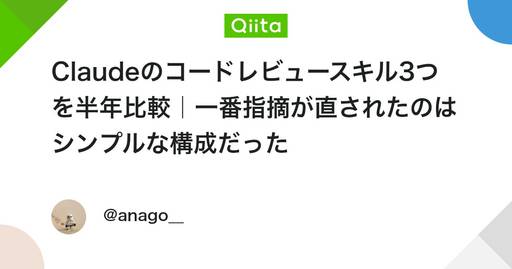 Qiita
Claudeのコードレビュースキル3つ
を半年比較｜一番指摘が直されたのは
シンプルな構成だった
@anago__